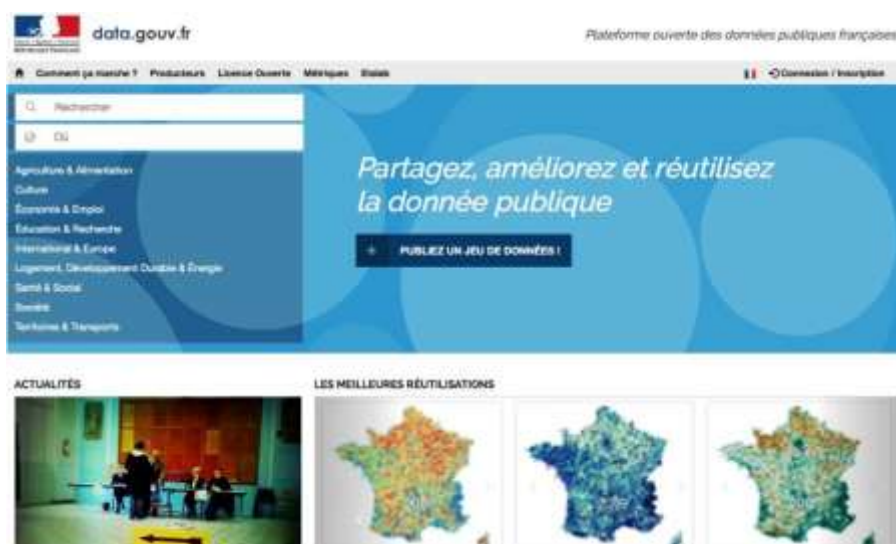 data.gouv.fr
Plateforme ouverte des données publiques françaises
Comment ça marche ? Producteurs Licence Ouverte Métriques Etalab
Connexion / Inscription
Rechercher
Où
Agriculture & Alimentation
Culture
Économie & Emploi
Éducation & Recherche
International & Europe
Logement, Développement Durable & Énergie
Santé & Social
Société
Territoires & Transports
Partagez, améliorez et réutilisez
la donnée publique
+ PUBLIEZ UN JEU DE DONNÉES !
ACTUALITÉS
LES MEILLEURES RÉUTILISATIONS